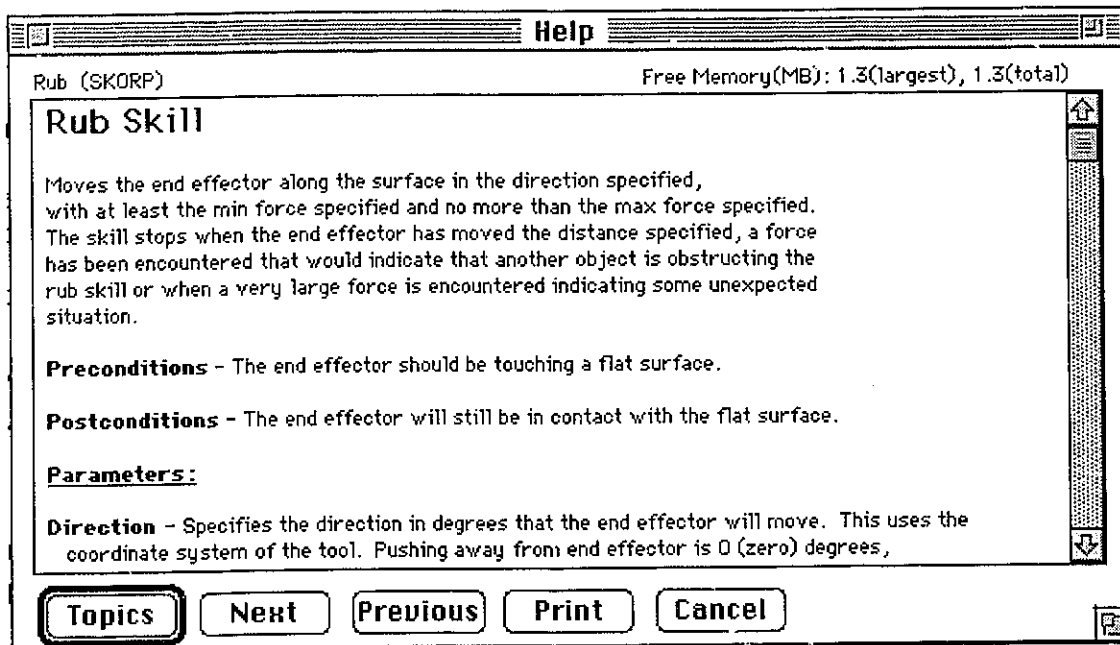 Help
Rub (SKORP)
Free Memory(MB): 1.3(largest), 1.3(total)
Rub Skill
Moves the end effector along the surface in the direction specified,
with at least the min force specified and no more than the max force specified.
The skill stops when the end effector has moved the distance specified, a force
has been encountered that would indicate that another object is obstructing the
rub skill or when a very large force is encountered indicating some unexpected
situation.
Preconditions - The end effector should be touching a flat surface.
Postconditions - The end effector will still be in contact with the flat surface.
Parameters:
Direction - Specifies the direction in degrees that the end effector will move. This uses the
coordinate system of the tool. Pushing away from end effector is 0 (zero) degrees,
Topics
Next
Previous
Print
Cancel